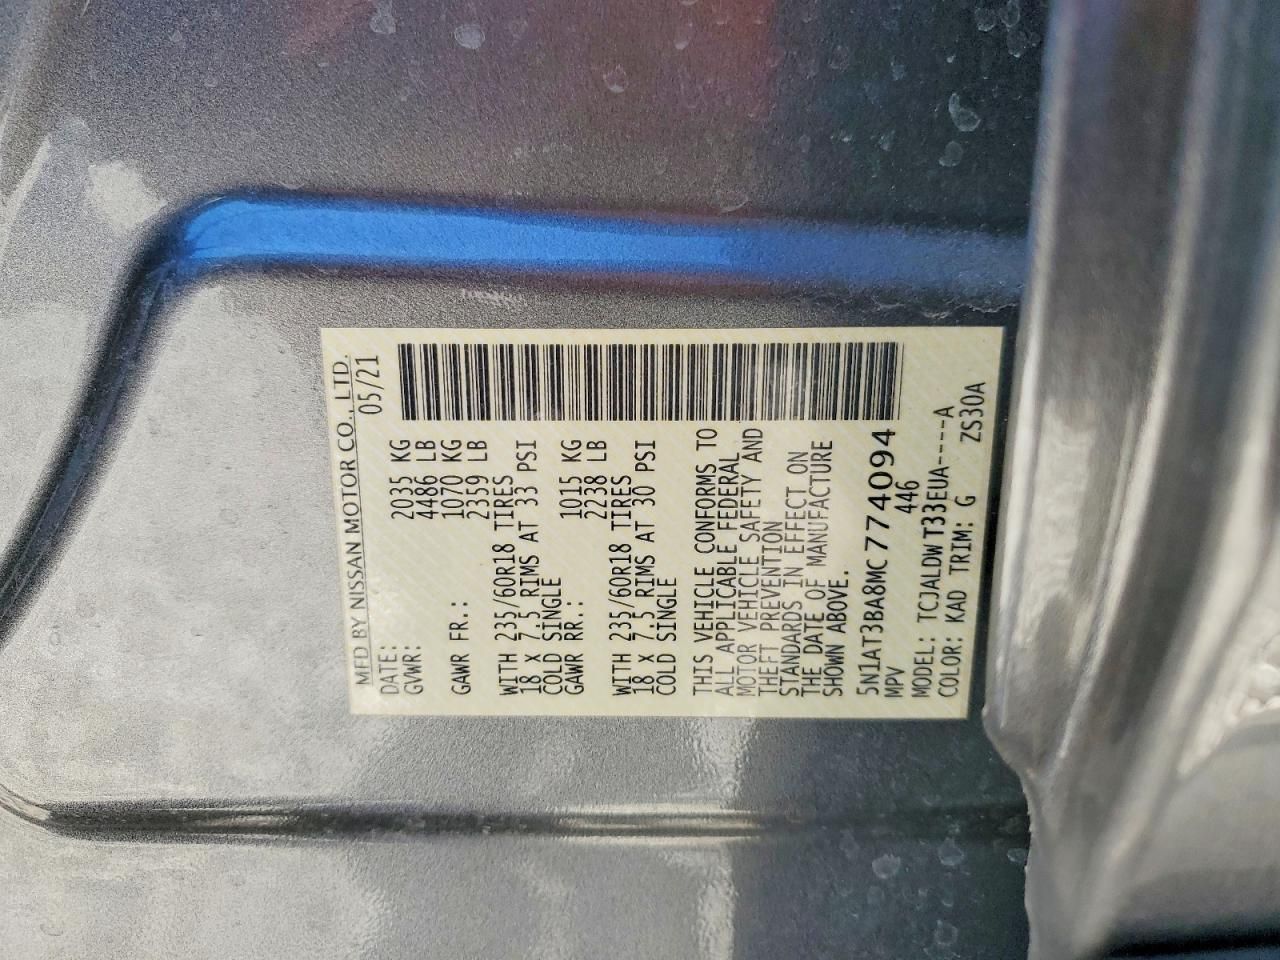 MFD BY NISSAN MOTOR CO., LTD.
DATE: 05/21
GVWR: 2035 KG
4486 LB
GAWR FR.: 1070 KG
2359 LB
WITH 235/60R18 TIRES
18 x 7.5 RIMS AT 33 PSI
COLD SINGLE
GAWR RR.: 1015 KG
2238 LB
WITH 235/60R18 TIRES
18 x 7.5 RIMS AT 30 PSI
COLD SINGLE
THIS VEHICLE CONFORMS TO
ALL APPLICABLE FEDERAL
MOTOR VEHICLE SAFETY AND
THEFT PREVENTION
STANDARDS IN EFFECT ON
THE DATE OF MANUFACTURE
SHOWN ABOVE.
5N1AT3BA8MC774094
MPV 446
MODEL: TCJALDW T33EUA----A
COLOR: KAD TRIM: G ZS30A